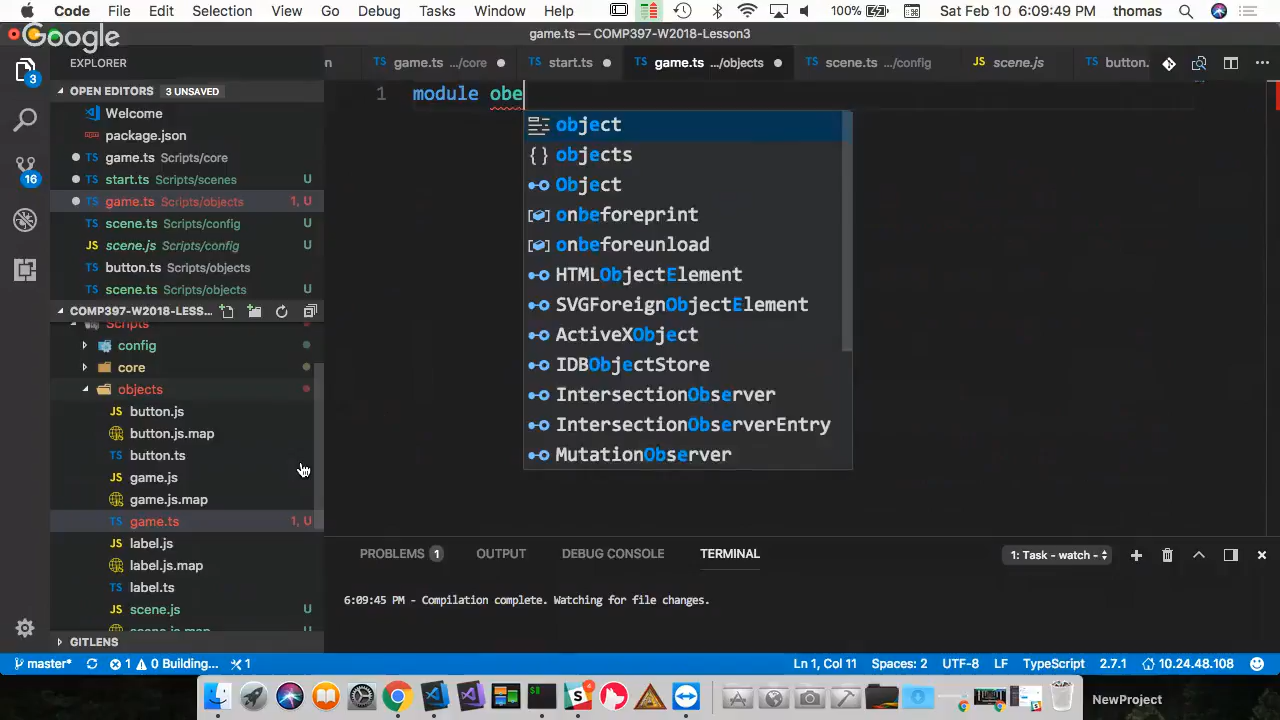 Code File Edit Selection View Go Debug Tasks Window Help 100% Sat Feb 10 6:09:49 PM thomas
Google
game.ts — COMP397-W2018-Lesson3
EXPLORER
n game.ts .../core start.ts game.ts .../objects scene.ts .../config scene.js button.
3
OPEN EDITORS 3 UNSAVED
Welcome
package.json
game.ts Scripts/core
start.ts Scripts/scenes U
game.ts Scripts/objects 1, U
scene.ts Scripts/config U
scene.js Scripts/config U
button.ts Scripts/objects
scene.ts Scripts/objects U
16
COMP397-W2018-LESS...
Scripts
config
core
objects
button.js
button.js.map
button.ts
game.js
game.js.map
game.ts 1, U
label.js
label.js.map
label.ts
scene.js U
scene.js.map U
GITLENS
1 module obe
object
objects
Object
onbeforeprint
onbeforeunload
HTMLObjectElement
SVGForeignObjectElement
ActiveXObject
IDBObjectStore
IntersectionObserver
IntersectionObserverEntry
MutationObserver
PROBLEMS 1 OUTPUT DEBUG CONSOLE TERMINAL 1: Task - watch -
6:09:45 PM - Compilation complete. Watching for file changes.
master* 1 0 Building... 1 Ln 1, Col 11 Spaces: 2 UTF-8 LF TypeScript 2.7.1 10.24.48.108
4
NewProject